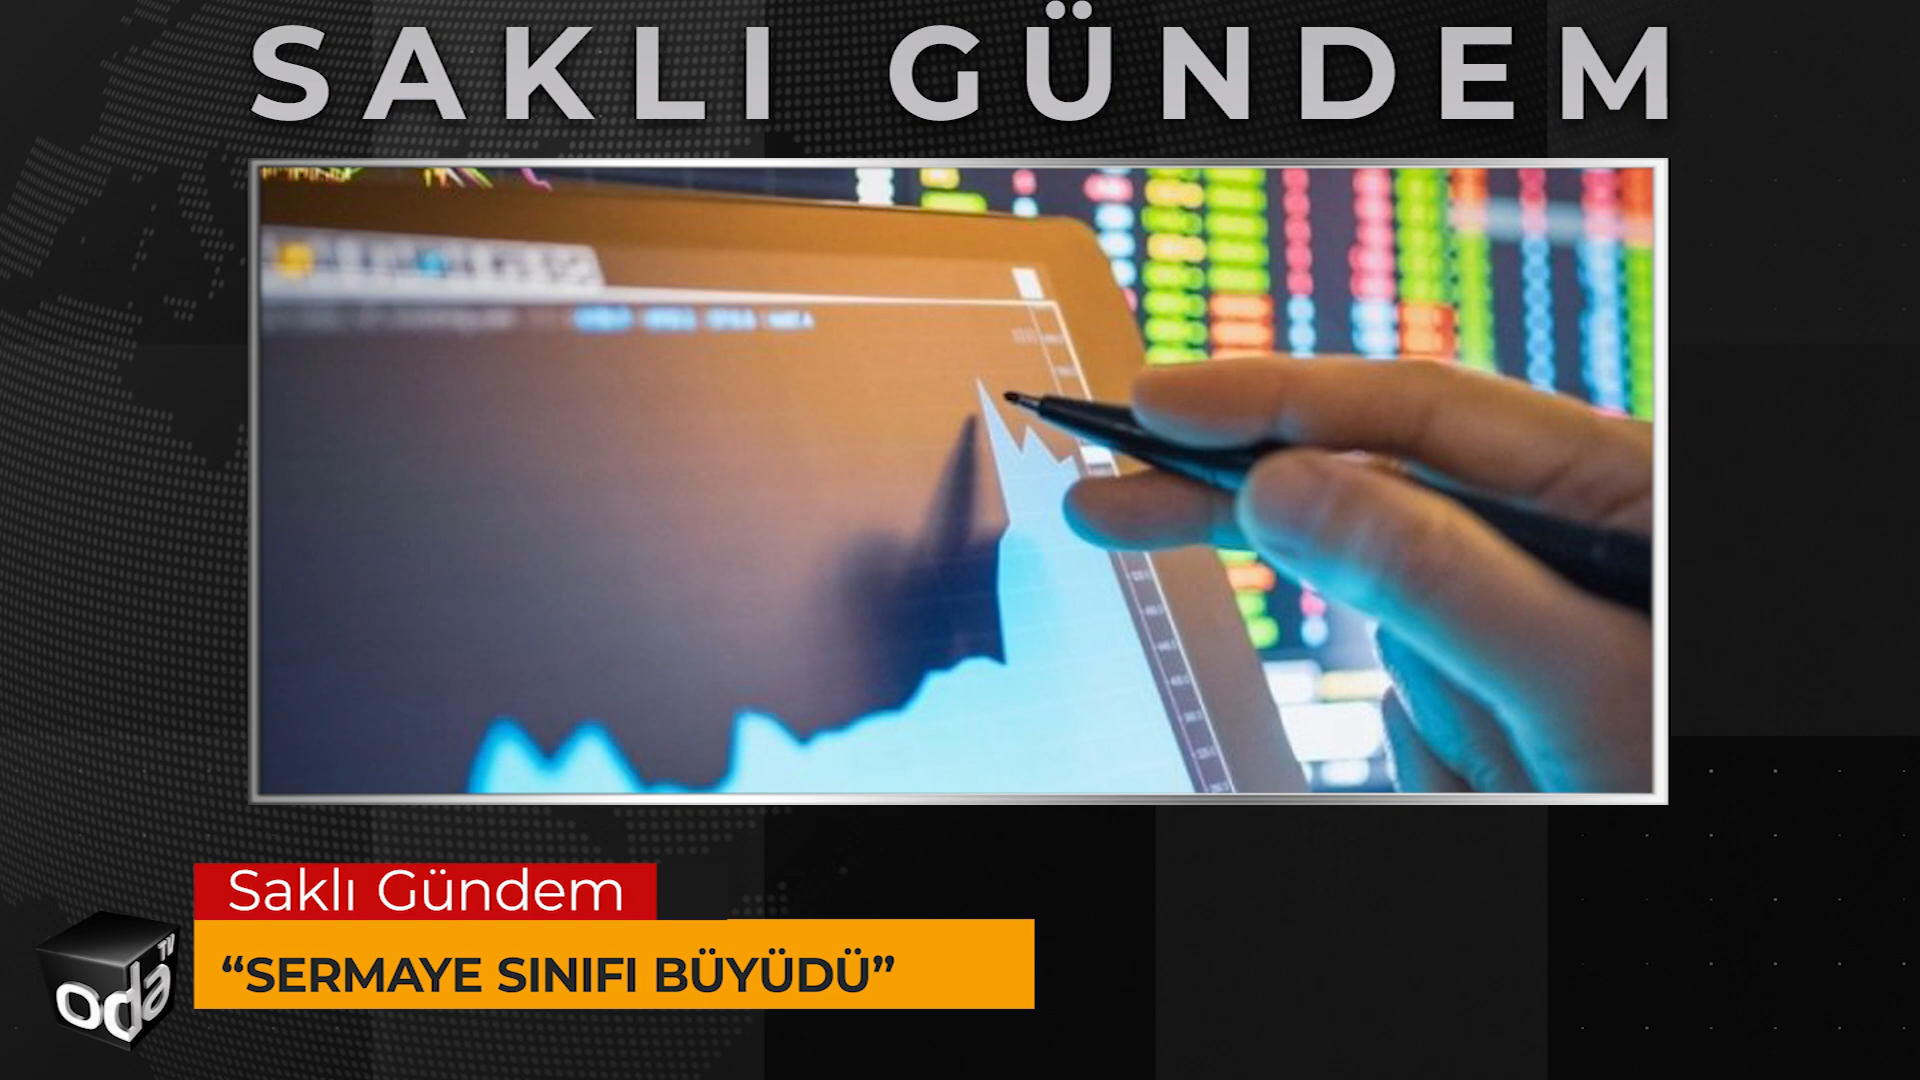 SAKLI GÜNDEM
Saklı Gündem
“SERMAYE SINIFI BÜYÜDÜ”
oda TV